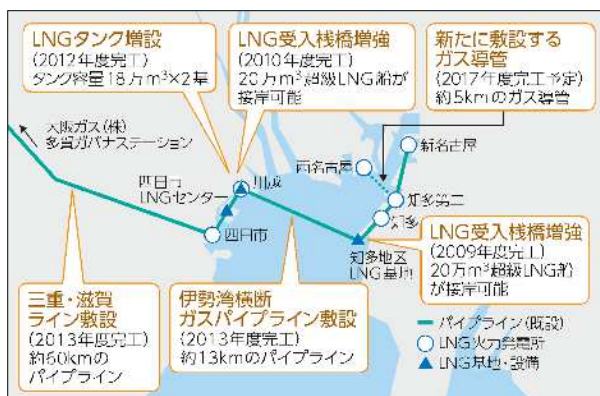 LNGタンク増設
(2012年度完工)
タンク容量18万m³×2基
LNG受入桟橋増強
(2010年度完工)
20万m³超級LNG船が
接岸可能
新たに敷設する
ガス導管
(2017年度完工予定)
約5kmのガス導管
大阪ガス(株)
多賀ガバナステーション
新名古屋
西名古屋
四日市
LNGセンター
川越
知多第二
知多
四日市
知多地区
LNG基地
LNG受入桟橋増強
(2009年度完工)
20万m³超級LNG船
が接岸可能
三重・滋賀
ライン敷設
(2013年度完工)
約60kmの
パイプライン
伊勢湾横断
ガスパイプライン敷設
(2013年度完工)
約13kmのパイプライン
パイプライン(既設)
LNG火力発電所
LNG基地・設備